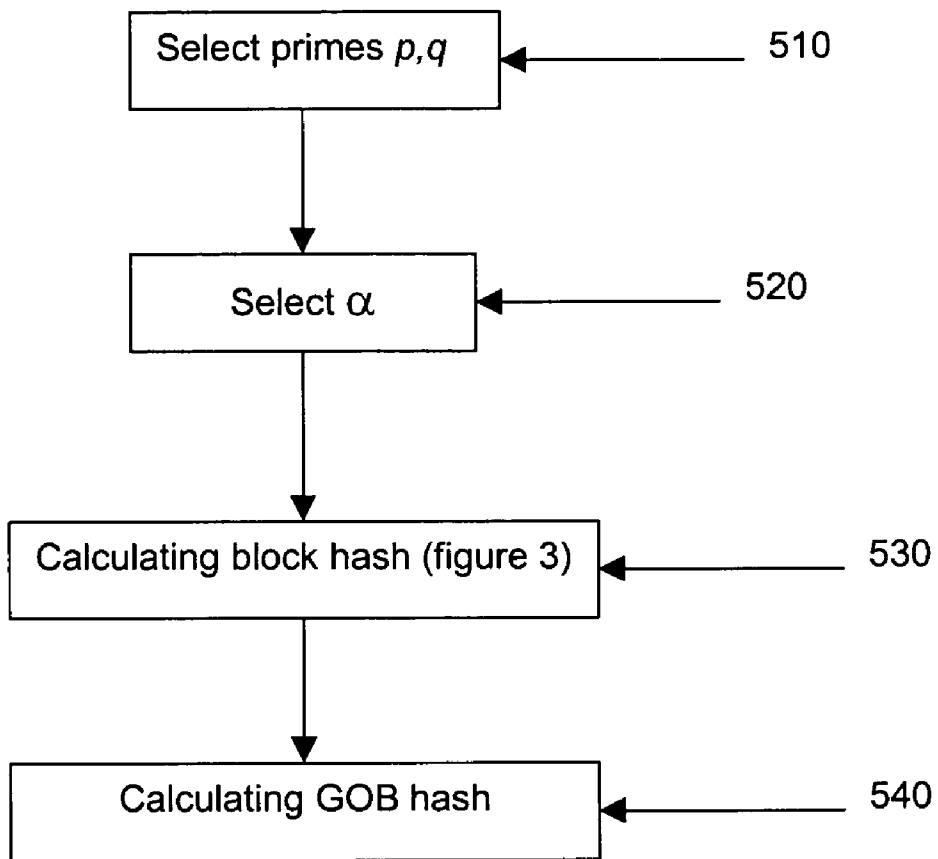 Select primes p,q
510
Select α
520
Calculating block hash (figure 3)
530
Calculating GOB hash
540